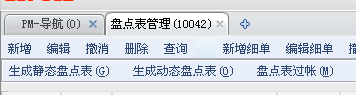 PM-导航(0) 盘点表管理(10042)
新增 编辑 撤消 删除 查询 新增细单 编辑细单
生成静态盘点表(G) 生成动态盘点表(O) 盘点表过帐(M)